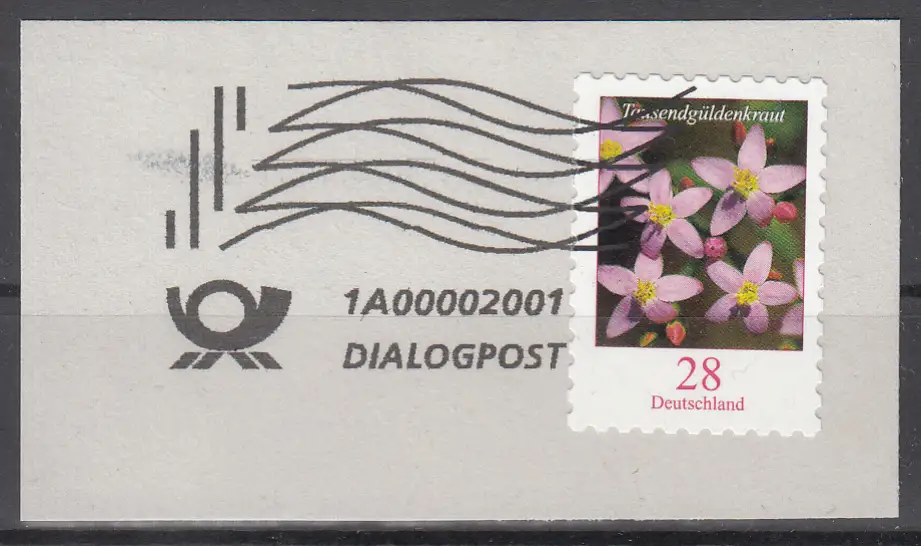 Tausendgüldenkraut
1A00002001
DIALOGPOST
28
Deutschland